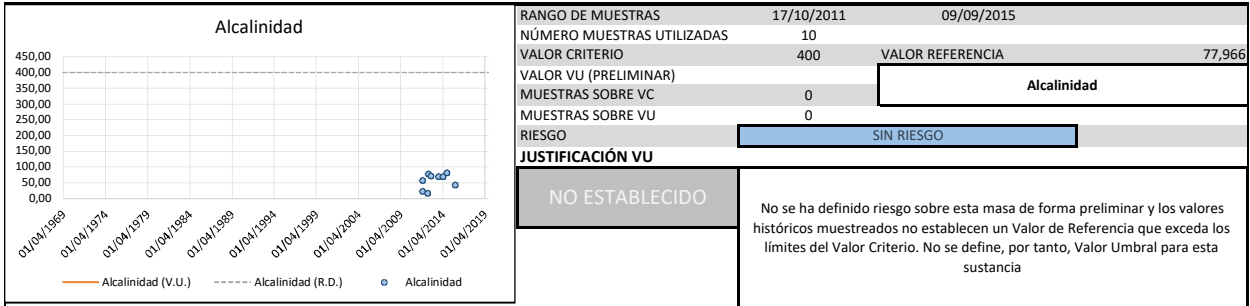 Alcalinidad
450,00
400,00
350,00
300,00
250,00
200,00
150,00
100,00
50,00
0,00
01/04/1969
01/04/1974
01/04/1979
01/04/1984
01/04/1989
01/04/1994
01/04/1999
01/04/2004
01/04/2009
01/04/2014
01/04/2019
Alcalinidad (V.U.) Alcalinidad (R.D.) Alcalinidad
RANGO DE MUESTRAS 17/10/2011 09/09/2015
NÚMERO MUESTRAS UTILIZADAS 10
VALOR CRITERIO 400 VALOR REFERENCIA 77,966
VALOR VU (PRELIMINAR)
Alcalinidad
MUESTRAS SOBRE VC 0
MUESTRAS SOBRE VU 0
RIESGO SIN RIESGO
JUSTIFICACIÓN VU
NO ESTABLECIDO
No se ha definido riesgo sobre esta masa de forma preliminar y los valores
históricos muestreados no establecen un Valor de Referencia que exceda los
límites del Valor Criterio. No se define, por tanto, Valor Umbral para esta
sustancia